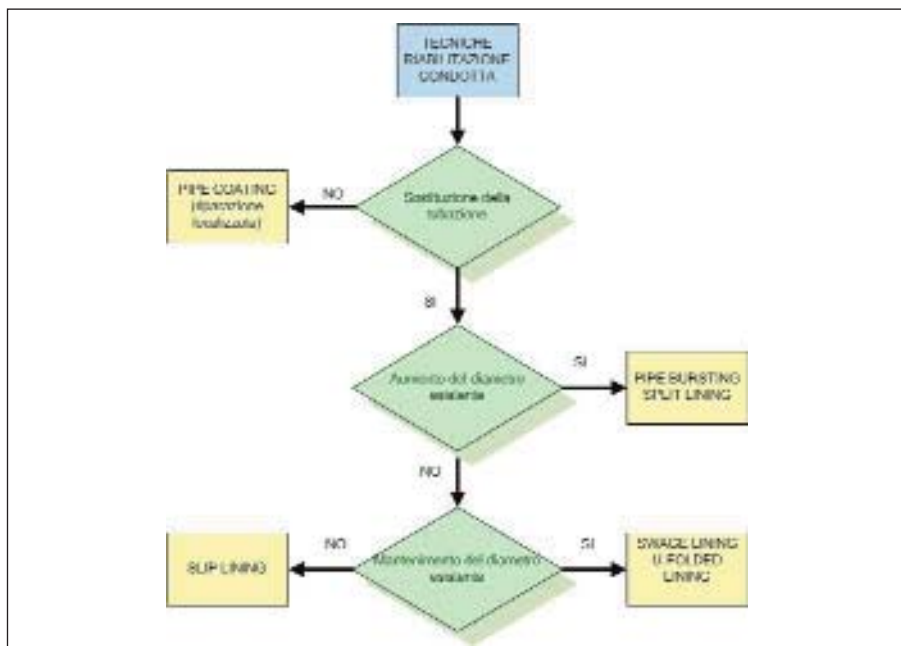 TECNICHE
RIABILITAZIONE
CONDOTTA
PIPE COATING
(riparazione
localizzata)
NO
Sostituzione della
tubazione
SI
Aumento del diametro
esistente
SI
PIPE BURSTING
SPLIT LINING
NO
SLIP LINING
NO
Mantenimento del diametro
esistente
SI
SWAGE LINING
U-FOLDED
LINING